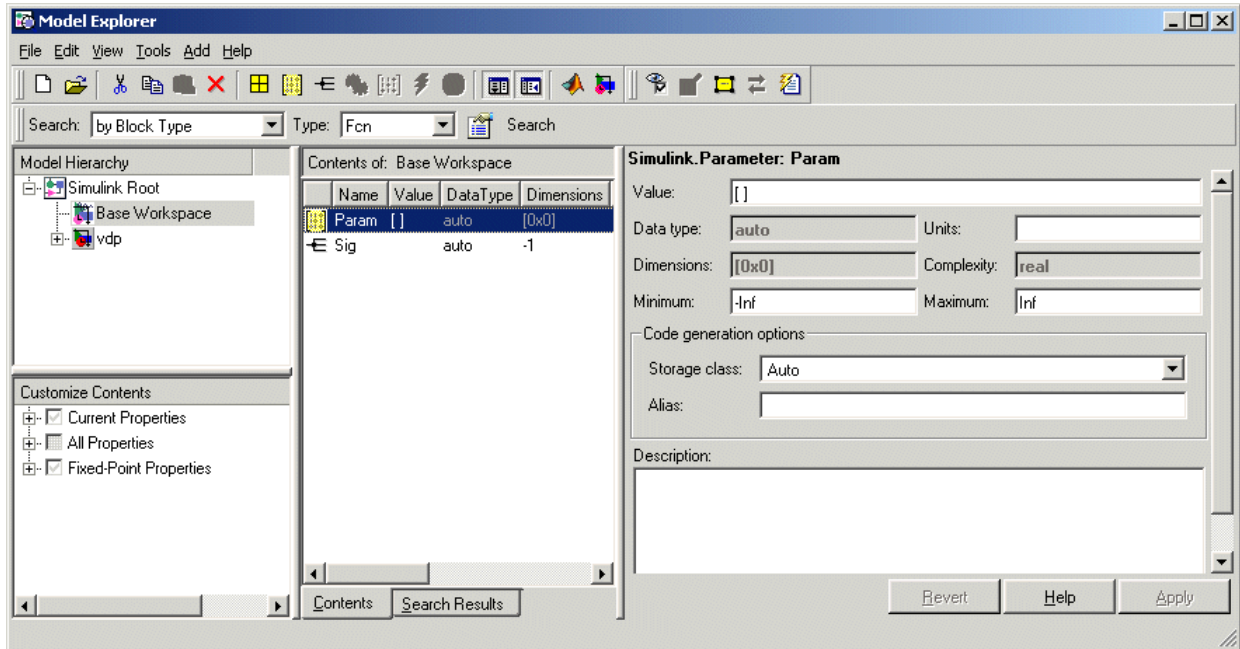 Model Explorer
File Edit View Tools Add Help
Search: by Block Type Type: Fcn Search
Model Hierarchy
Simulink Root
Base Workspace
vdp
Customize Contents
Current Properties
All Properties
Fixed-Point Properties
Contents of: Base Workspace
Name Value DataType Dimensions
Param [ ] auto [0x0]
Sig auto -1
Contents Search Results
Simulink.Parameter: Param
Value: [ ]
Data type: auto Units:
Dimensions: [0x0] Complexity: real
Minimum: -Inf Maximum: Inf
Code generation options
Storage class: Auto
Alias:
Description:
Revert Help Apply